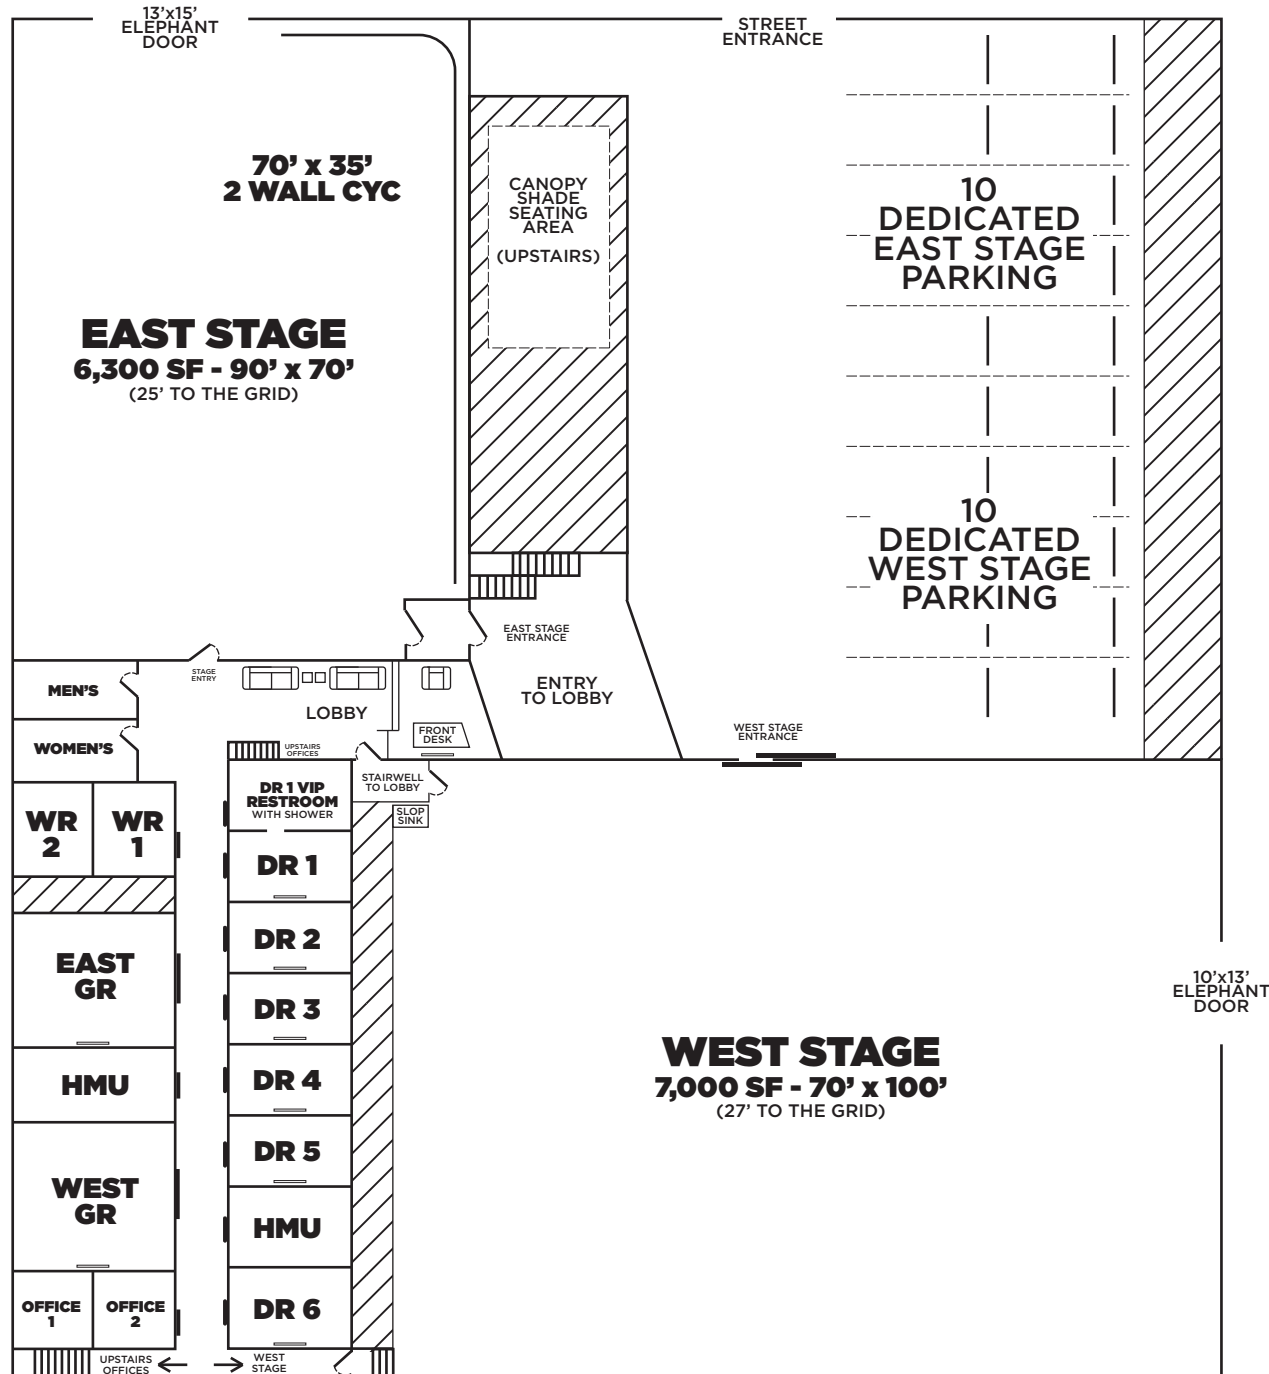 13’x15’
ELEPHANT
DOOR
STREET
ENTRANCE
70’ x 35’
2 WALL CYC
CANOPY
SHADE
SEATING
AREA
(UPSTAIRS)
10
DEDICATED
EAST STAGE
PARKING
EAST STAGE
6,300 SF - 90’ x 70’
(25’ TO THE GRID)
10
DEDICATED
WEST STAGE
PARKING
EAST STAGE
ENTRANCE
STAGE
ENTRY
MEN’S
LOBBY
ENTRY
TO LOBBY
WOMEN’S
FRONT
DESK
WEST STAGE
ENTRANCE
UPSTAIRS
OFFICES
STAIRWELL
TO LOBBY
DR 1 VIP
RESTROOM
WITH SHOWER
SLOP
SINK
WR
2
WR
1
DR 1
DR 2
EAST
GR
DR 3
10’x13’
ELEPHANT
DOOR
WEST STAGE
7,000 SF - 70’ x 100’
(27’ TO THE GRID)
HMU
DR 4
DR 5
WEST
GR
HMU
OFFICE
1
OFFICE
2
DR 6
UPSTAIRS
OFFICES
WEST
STAGE